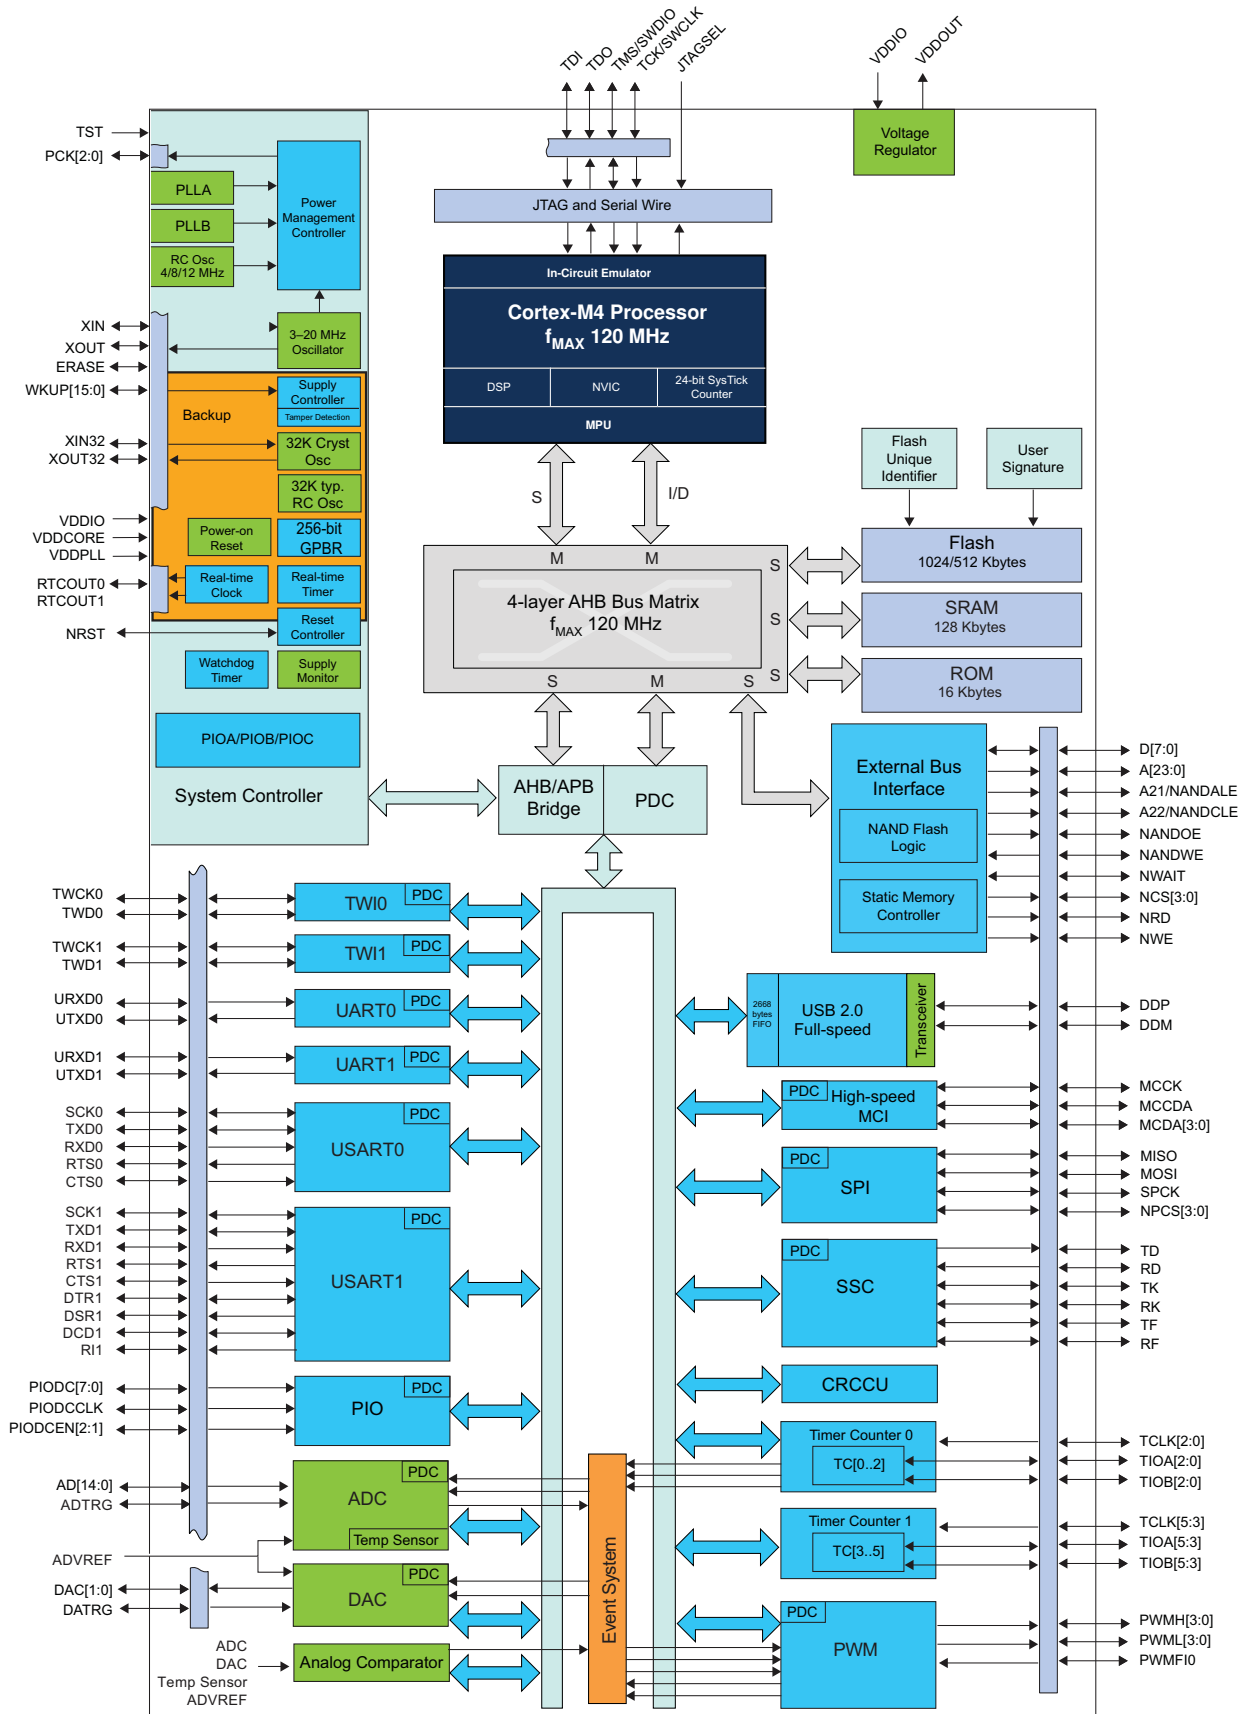 TDI
TDO
TMS/SWDIO
TCK/SWCLK
JTAGSEL
VDDIO
VDDOUT
Voltage
Regulator
TST
PCK[2:0]
PLLA
PLLB
RC Osc
4/8/12 MHz
Power
Management
Controller
JTAG and Serial Wire
In-Circuit Emulator
Cortex-M4 Processor
fMAX 120 MHz
DSP
NVIC
24-bit SysTick
Counter
MPU
XIN
XOUT
ERASE
WKUP[15:0]
XIN32
XOUT32
VDDIO
VDDCORE
VDDPLL
RTCOUT0
RTCOUT1
NRST
3–20 MHz
Oscillator
Backup
Supply
Controller
Tamper Detection
32K Cryst
Osc
32K typ.
RC Osc
Power-on
Reset
256-bit
GPBR
Real-time
Clock
Real-time
Timer
Reset
Controller
Watchdog
Timer
Supply
Monitor
PIOA/PIOB/PIOC
System Controller
S
I/D
M
M
S
S
S
4-layer AHB Bus Matrix
fMAX 120 MHz
S
M
S
Flash
Unique
Identifier
User
Signature
Flash
1024/512 Kbytes
SRAM
128 Kbytes
ROM
16 Kbytes
AHB/APB
Bridge
PDC
External Bus
Interface
NAND Flash
Logic
Static Memory
Controller
D[7:0]
A[23:0]
A21/NANDALE
A22/NANDCLE
NANDOE
NANDWE
NWAIT
NCS[3:0]
NRD
NWE
TWCK0
TWD0
PDC
TWI0
TWCK1
TWD1
PDC
TWI1
URXD0
UTXD0
PDC
UART0
URXD1
UTXD1
PDC
UART1
SCK0
TXD0
RXD0
RTS0
CTS0
PDC
USART0
SCK1
TXD1
RXD1
RTS1
CTS1
DTR1
DSR1
DCD1
RI1
PDC
USART1
PIODC[7:0]
PIODCCLK
PIODCEN[2:1]
PDC
PIO
AD[14:0]
ADTRG
PDC
ADC
Temp Sensor
ADVREF
DAC[1:0]
DATRG
PDC
DAC
ADC
DAC
Temp Sensor
ADVREF
Analog Comparator
Event System
2668
bytes
FIFO
USB 2.0
Full-speed
Transceiver
DDP
DDM
PDC
High-speed
MCI
MCCK
MCCDA
MCDA[3:0]
PDC
SPI
MISO
MOSI
SPCK
NPCS[3:0]
PDC
SSC
TD
RD
TK
RK
TF
RF
CRCCU
Timer Counter 0
TC[0..2]
TCLK[2:0]
TIOA[2:0]
TIOB[2:0]
Timer Counter 1
TC[3..5]
TCLK[5:3]
TIOA[5:3]
TIOB[5:3]
PDC
PWM
PWMH[3:0]
PWML[3:0]
PWMFI0